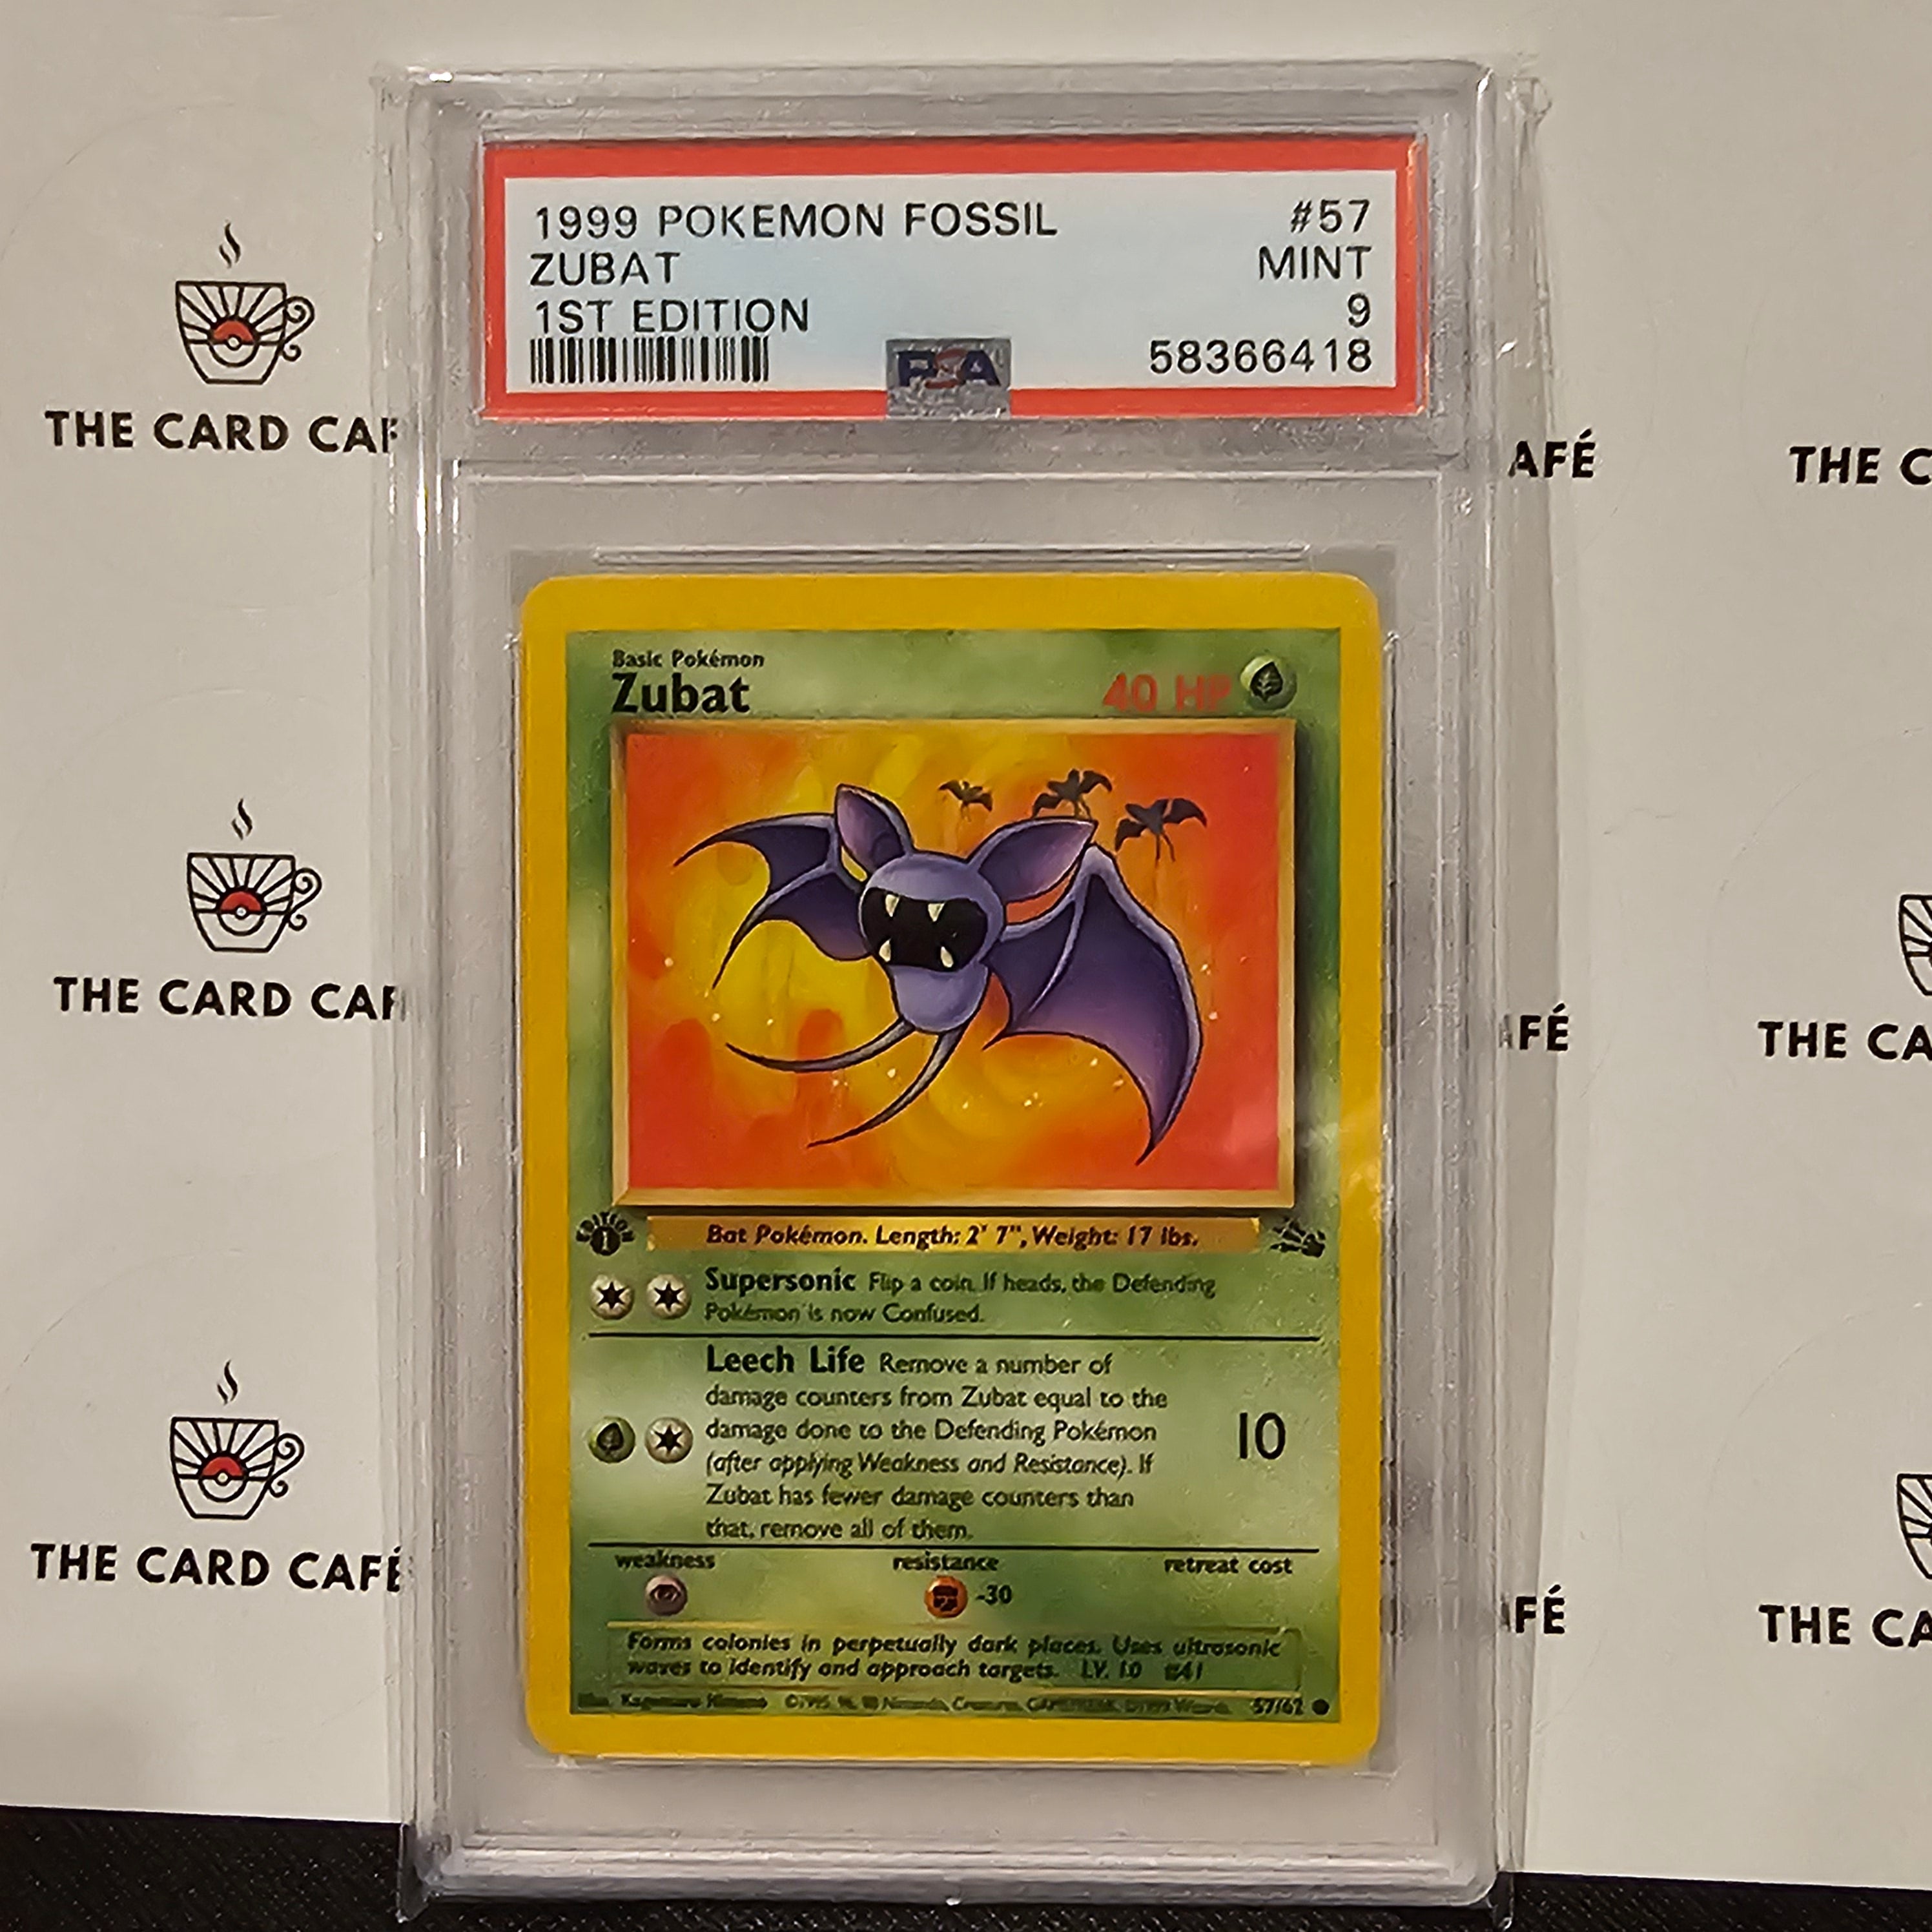 1999 POKEMON FOSSIL #57
ZUBAT MINT
1ST EDITION 9
PSA 58366418
THE CARD CAF
AFÉ
THE C
Basic Pokémon
Zubat 40 HP
Bat Pokémon. Length: 2' 7", Weight: 17 lbs.
EDITION 1
Supersonic Flip a coin. If heads, the Defending
Pokémon is now Confused.
Leech Life Remove a number of
damage counters from Zubat equal to the
damage done to the Defending Pokémon
(after applying Weakness and Resistance). If
Zubat has fewer damage counters than
that, remove all of them.
10
weakness resistance retreat cost
-30
Forms colonies in perpetually dark places. Uses ultrasonic
waves to identify and approach targets. LV. 10 #41
57/62
THE CARD CAF
FÉ
THE CA
THE CARD CAFÉ
FÉ
THE CA